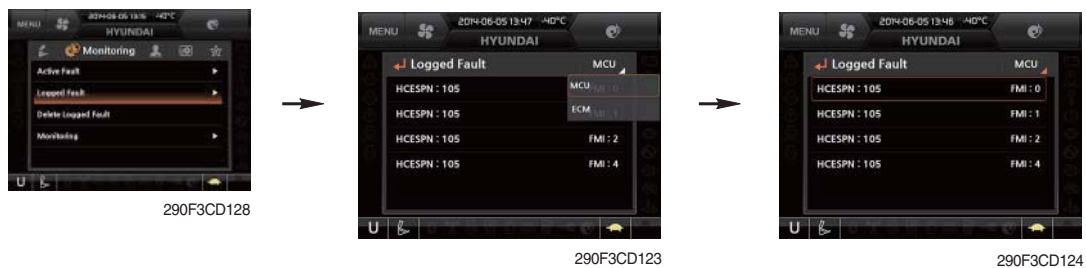 MENU
2014-06-05 13:15 -40°C
HYUNDAI
Monitoring
Active Fault
Logged Fault
Delete Logged Fault
Monitoring
U
290F3CD128
MENU
2014-06-05 13:47 -40°C
HYUNDAI
Logged Fault MCU
HCESPN : 105 MCU
HCESPN : 105 ECM
HCESPN : 105 FMI : 2
HCESPN : 105 FMI : 4
U
290F3CD123
MENU
2014-06-05 13:46 -40°C
HYUNDAI
Logged Fault MCU
HCESPN : 105 FMI : 0
HCESPN : 105 FMI : 1
HCESPN : 105 FMI : 2
HCESPN : 105 FMI : 4
U
290F3CD124